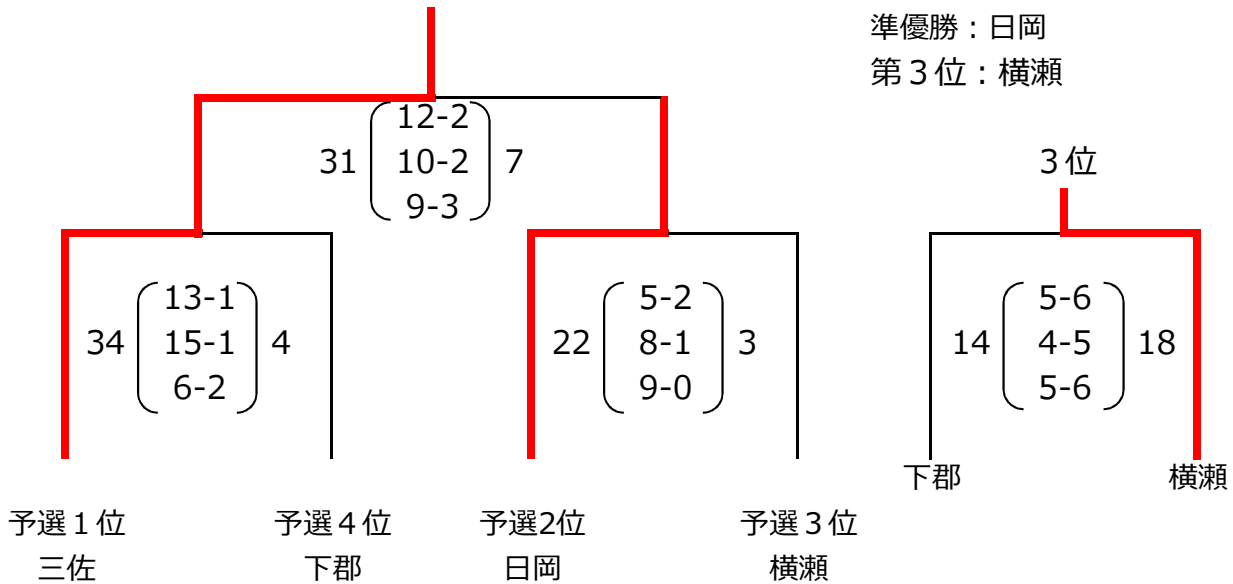 準優勝：日岡
第３位：横瀬
３位
12-2
31 10-2 7
9-3
13-1
34 15-1 4
6-2
5-2
22 8-1 3
9-0
5-6
14 4-5 18
5-6
下郡 横瀬
予選１位 予選４位 予選2位 予選３位
三佐 下郡 日岡 横瀬